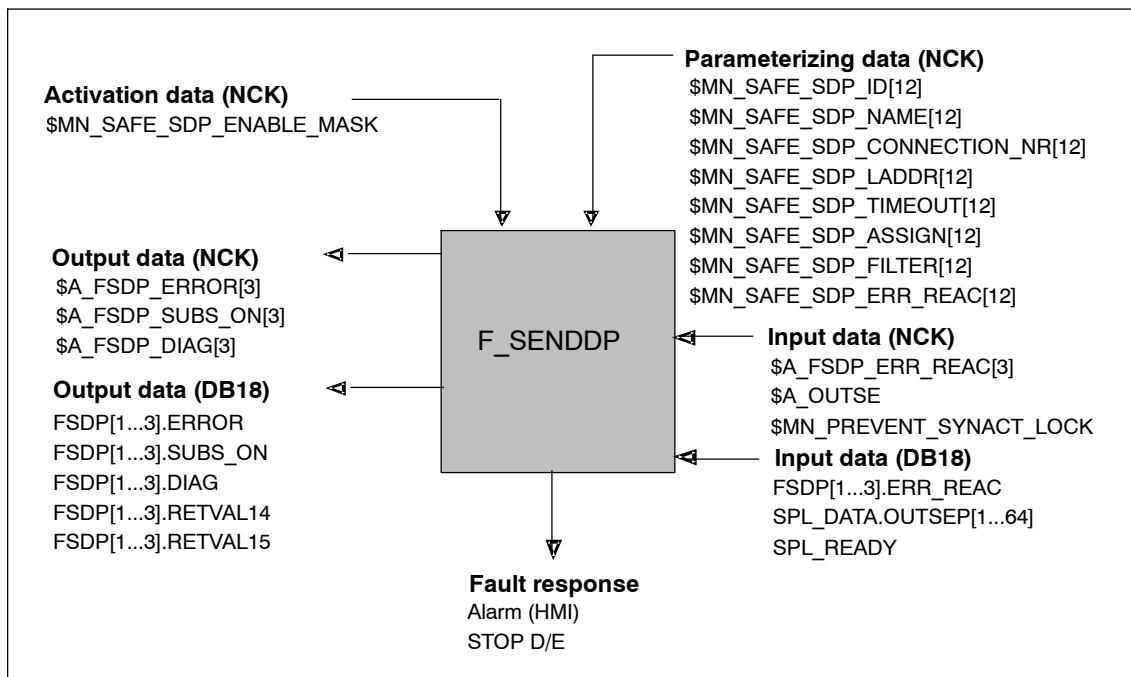 Activation data (NCK)
$MN_SAFE_SDP_ENABLE_MASK
Parameterizing data (NCK)
$MN_SAFE_SDP_ID[12]
$MN_SAFE_SDP_NAME[12]
$MN_SAFE_SDP_CONNECTION_NR[12]
$MN_SAFE_SDP_LADDR[12]
$MN_SAFE_SDP_TIMEOUT[12]
$MN_SAFE_SDP_ASSIGN[12]
$MN_SAFE_SDP_FILTER[12]
$MN_SAFE_SDP_ERR_REAC[12]
Output data (NCK)
$A_FSDP_ERROR[3]
$A_FSDP_SUBS_ON[3]
$A_FSDP_DIAG[3]
Output data (DB18)
FSDP[1...3].ERROR
FSDP[1...3].SUBS_ON
FSDP[1...3].DIAG
FSDP[1...3].RETVAL14
FSDP[1...3].RETVAL15
F_SENDDP
Input data (NCK)
$A_FSDP_ERR_REAC[3]
$A_OUTSE
$MN_PREVENT_SYNACT_LOCK
Input data (DB18)
FSDP[1...3].ERR_REAC
SPL_DATA.OUTSEP[1...64]
SPL_READY
Fault response
Alarm (HMI)
STOP D/E